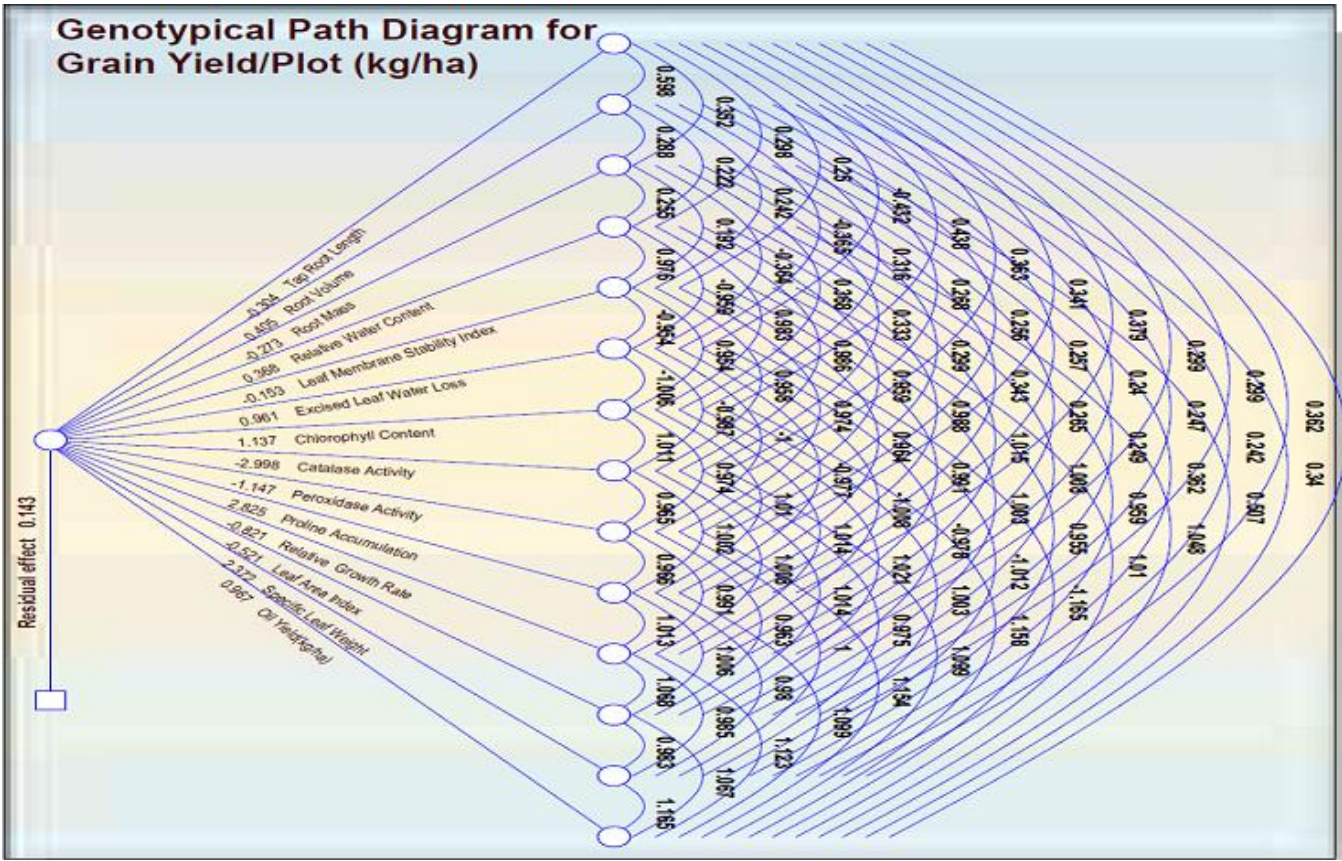 Genotypical Path Diagram for
Grain Yield/Plot (kg/ha)
-0.304 Tap Root Length
0.405 Root Volume
-0.273 Root Mass
0.368 Relative Water Content
-0.153 Leaf Membrane Stability Index
0.961 Excised Leaf Water Loss
1.137 Chlorophyll Content
-2.998 Catalase Activity
-1.147 Peroxidase Activity
2.825 Proline Accumulation
-0.821 Relative Growth Rate
-0.521 Leaf Area Index
2.372 Specific Leaf Weight
0.967 Oil Yield(kg/ha)
Residual effect 0.143
0.598 0.288 0.255 0.976 -0.954 -1.006 1.011 0.965 0.966 1.013 1.068 0.983 1.165
0.352 0.222 0.192 -0.959 0.964 -0.987 0.974 1.002 0.991 1.006 0.985 1.067
0.298 0.242 -0.364 0.983 0.956 -1 1.01 1.008 0.963 0.98 1.123
0.25 -0.365 0.368 0.974 -0.977 1.014 1.014 1 1.099
-0.432 0.316 0.333 0.959 0.964 -1.008 1.021 0.975 1.154
0.438 0.268 0.299 0.988 0.991 -0.978 1.003 1.099
0.363 0.256 0.343 1.015 1.003 -1.012 1.158
0.341 0.257 0.265 1.008 0.955 -1.165
0.379 0.24 0.249 0.959 1.01
0.299 0.247 0.362 1.048
0.299 0.242
0.362 0.34